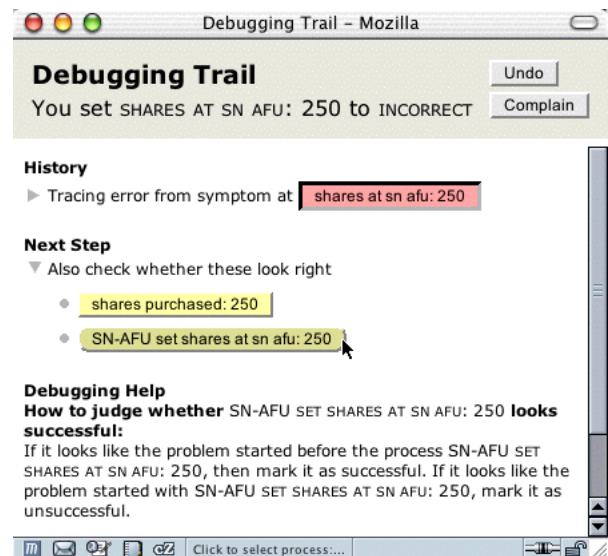 Debugging Trail – Mozilla
Debugging Trail
Undo
You set SHARES AT SN AFU: 250 to INCORRECT
Complain
History
Tracing error from symptom at shares at sn afu: 250
Next Step
Also check whether these look right
shares purchased: 250
SN-AFU set shares at sn afu: 250
Debugging Help
How to judge whether SN-AFU SET SHARES AT SN AFU: 250 looks
successful:
If it looks like the problem started before the process SN-AFU SET
SHARES AT SN AFU: 250, then mark it as successful. If it looks like the
problem started with SN-AFU SET SHARES AT SN AFU: 250, mark it as
unsuccessful.
Click to select process:...